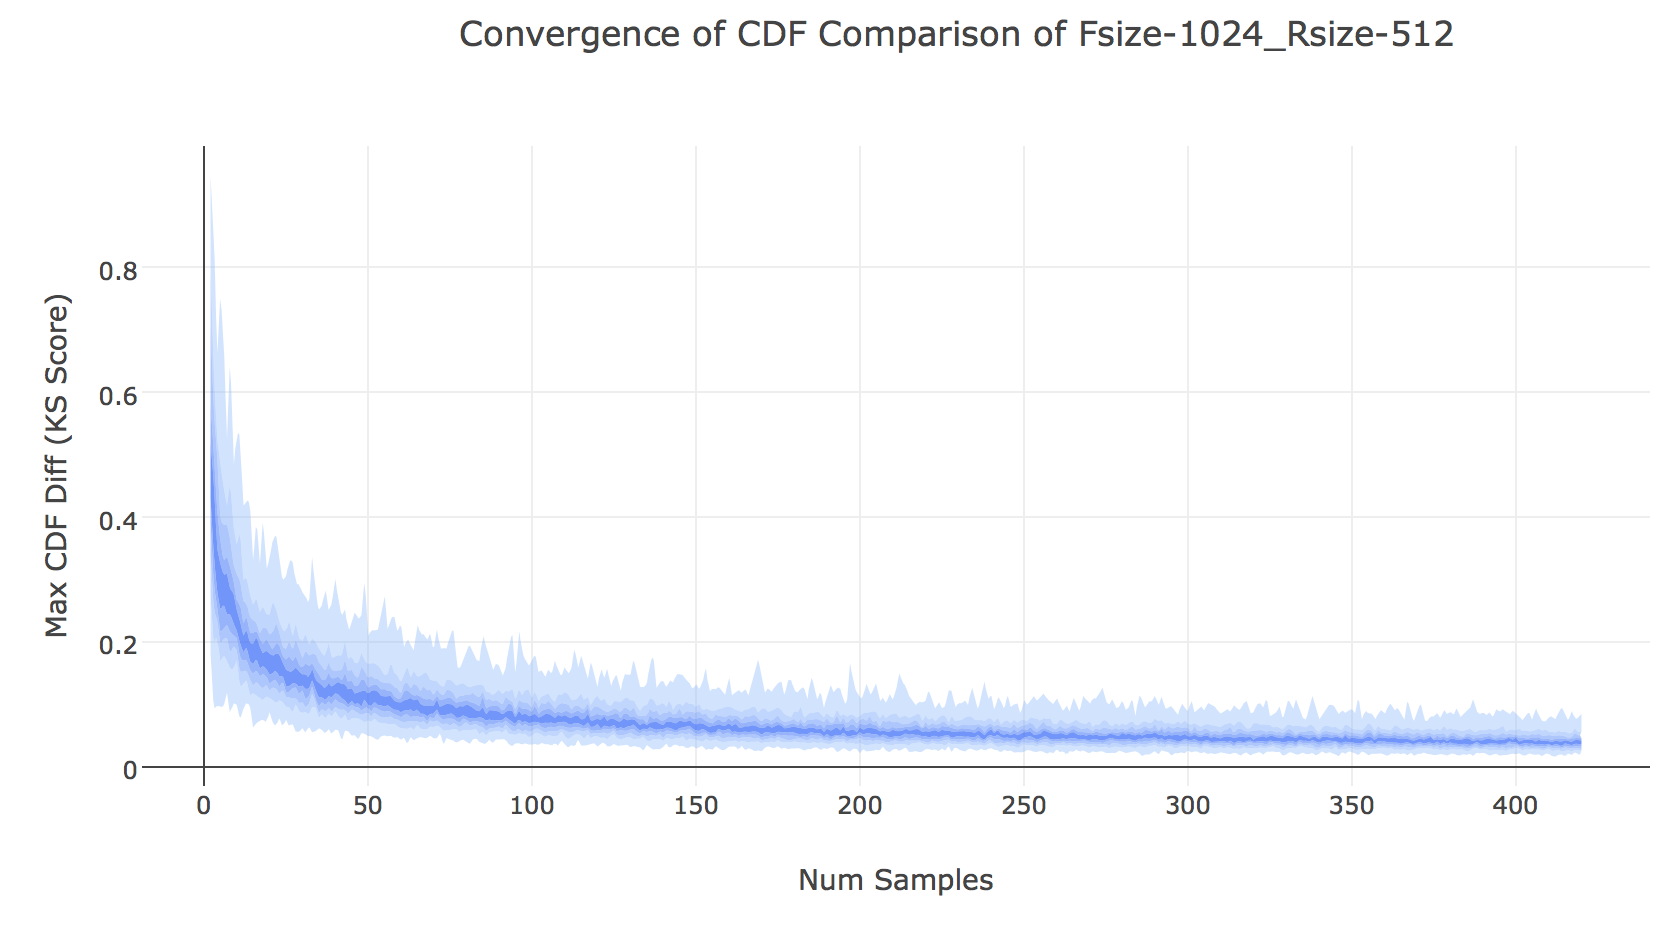 Convergence of CDF Comparison of Fsize-1024_Rsize-512
Max CDF Diff (KS Score)
0.8
0.6
0.4
0.2
0
0 50 100 150 200 250 300 350 400
Num Samples